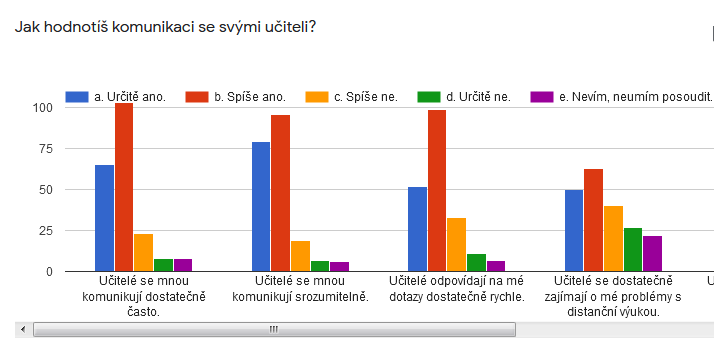 Jak hodnotíš komunikaci se svými učiteli?
a. Určitě ano. b. Spíše ano. c. Spíše ne. d. Určitě ne. e. Nevím, neumím posoudit.
100
75
50
25
0
Učitelé se mnou
komunikují dostatečně
často.
Učitelé se mnou
komunikují srozumitelně.
Učitelé odpovídají na mé
dotazy dostatečně rychle.
Učitelé se dostatečně
zajímají o mé problémy s
distanční výukou.
U